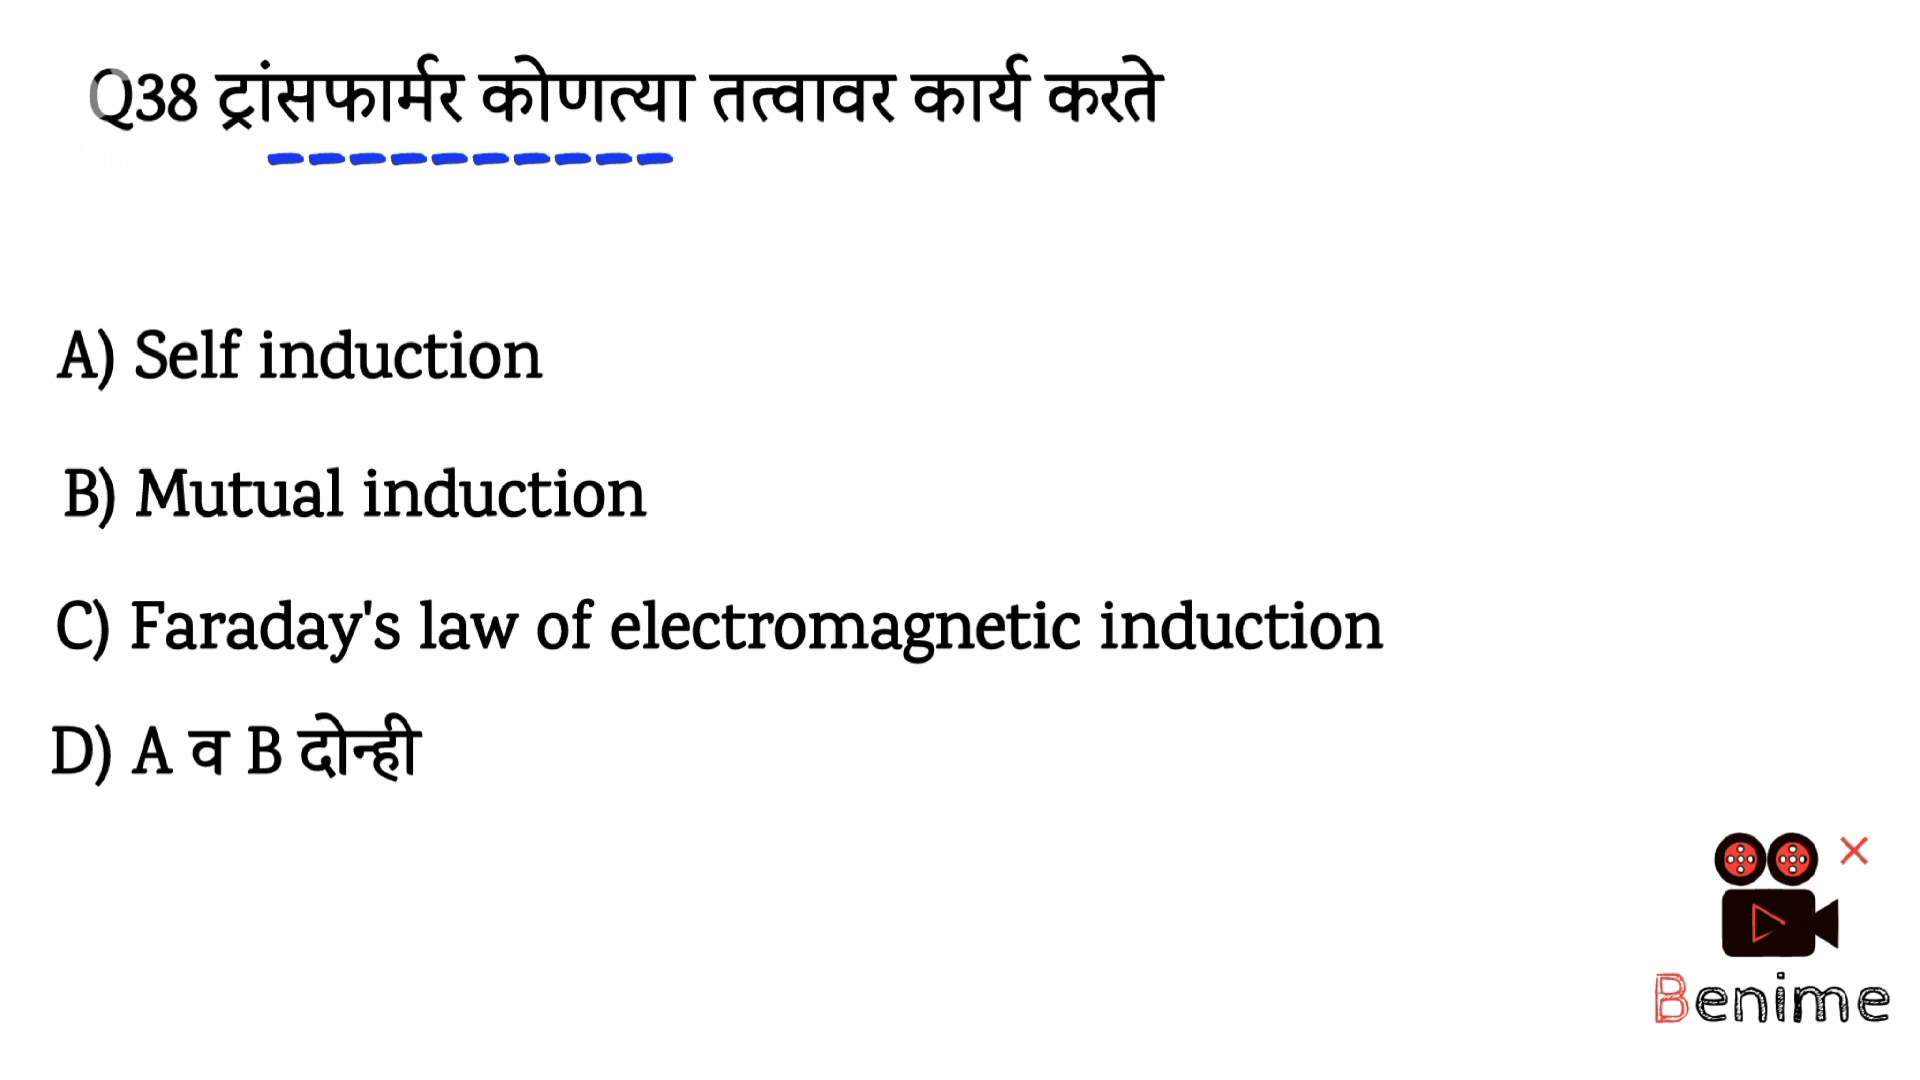 Q38 ट्रांसफार्मर कोणत्या तत्वावर कार्य करते
A) Self induction
B) Mutual induction
C) Faraday's law of electromagnetic induction
D) A व B दोन्ही
Benime